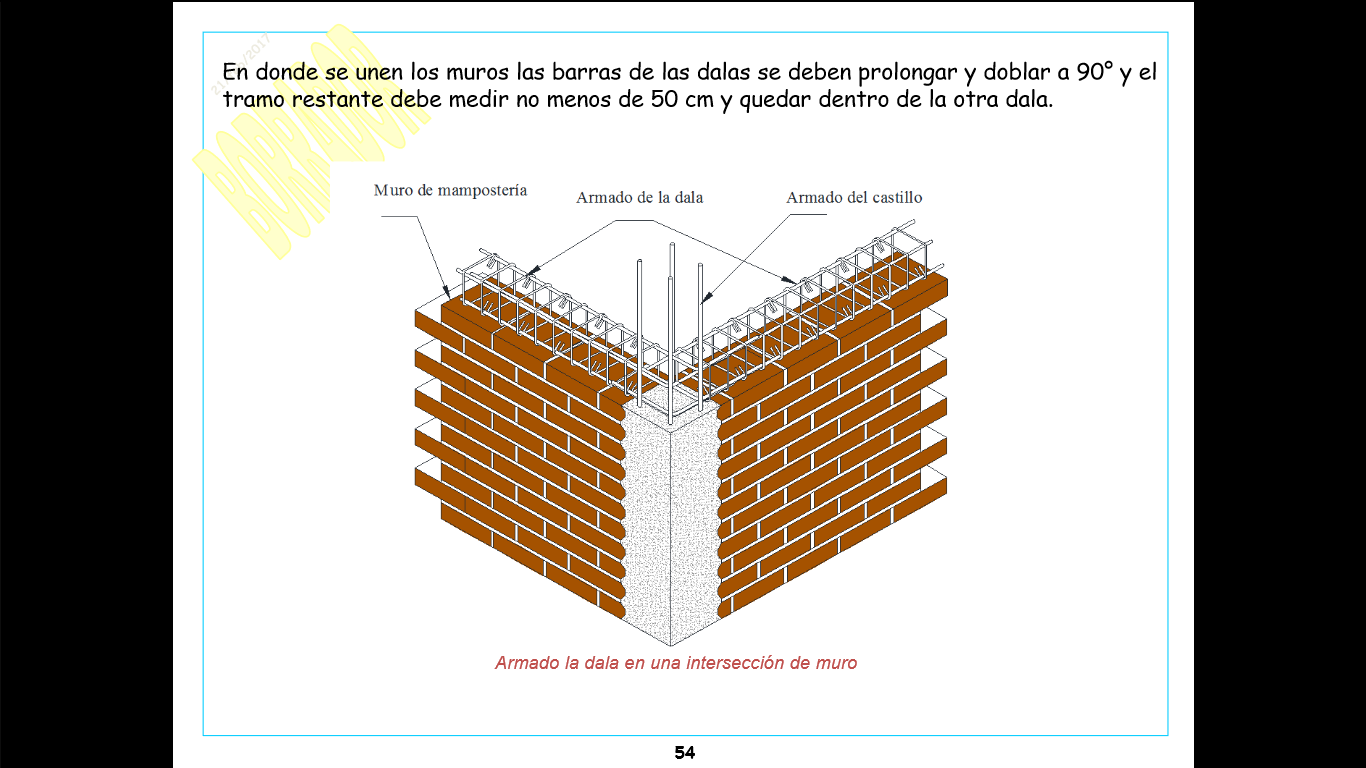 En donde se unen los muros las barras de las dalas se deben prolongar y doblar a 90° y el
tramo restante debe medir no menos de 50 cm y quedar dentro de la otra dala.
BORRADOR
Muro de mampostería
Armado de la dala
Armado del castillo
Armado la dala en una intersección de muro
54